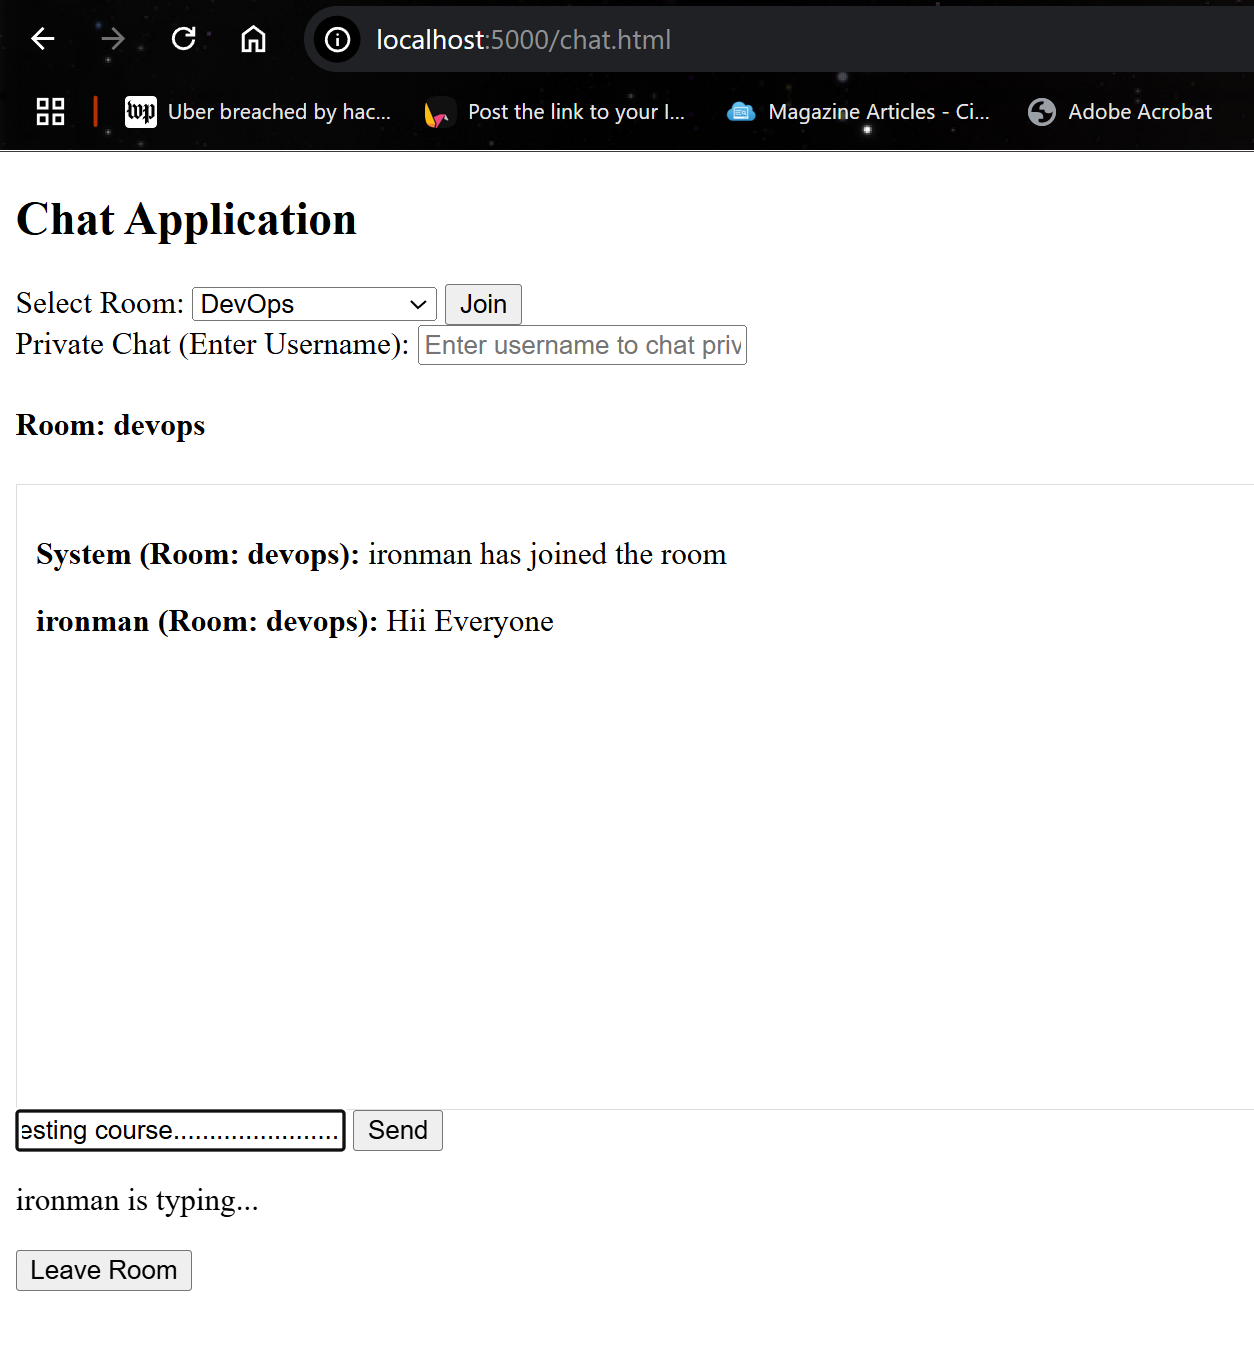 localhost:5000/chat.html
Uber breached by hac... Post the link to your I... Magazine Articles - Ci... Adobe Acrobat
Chat Application
Select Room: DevOps Join
Private Chat (Enter Username): Enter username to chat priv
Room: devops
System (Room: devops): ironman has joined the room
ironman (Room: devops): Hii Everyone
esting course....................... Send
ironman is typing...
Leave Room